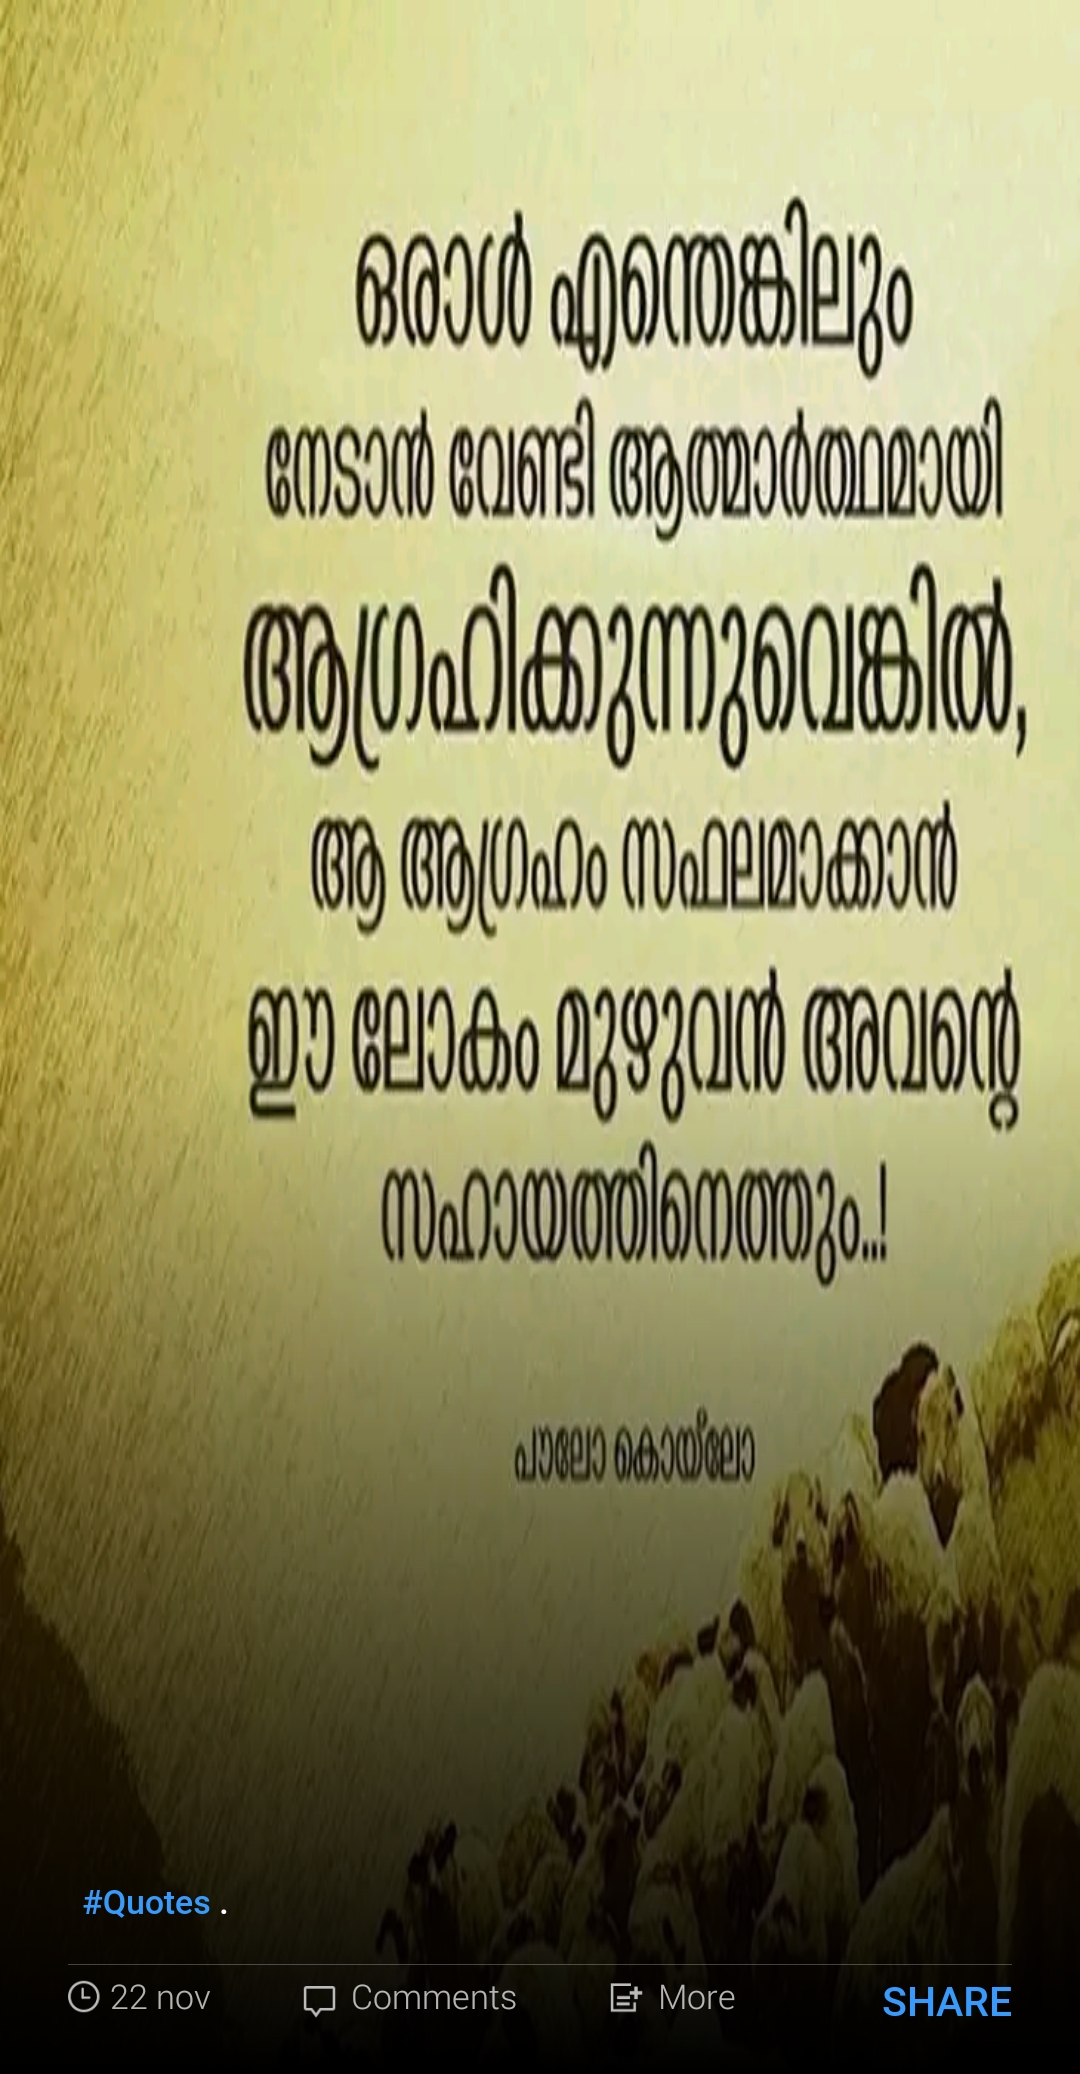 ഒരാൾ എന്തെങ്കിലും
നേടാൻ വേണ്ടി ആത്മാർത്ഥമായി
ആഗ്രഹിക്കുന്നുവെങ്കിൽ,
ആ ആഗ്രഹം സഫലമാക്കാൻ
ഈ ലോകം മുഴുവൻ അവന്റെ
സഹായത്തിനെത്തും..!
പൗലോ കൊയ്‌ലോ
#Quotes .
22 nov Comments More SHARE